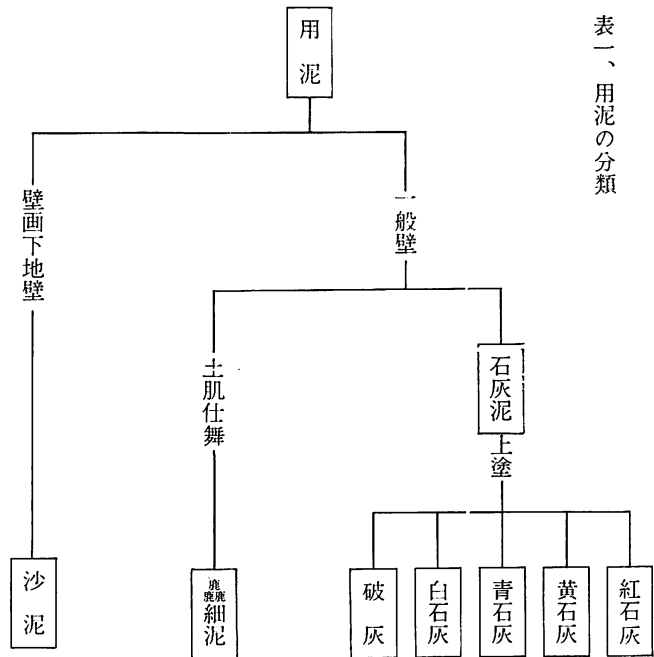 表一、用泥の分類
用泥
一般壁
壁画下地壁
石灰泥
上塗
土肌仕舞
紅石灰
黄石灰
青石灰
白石灰
破灰
麤細泥
沙泥